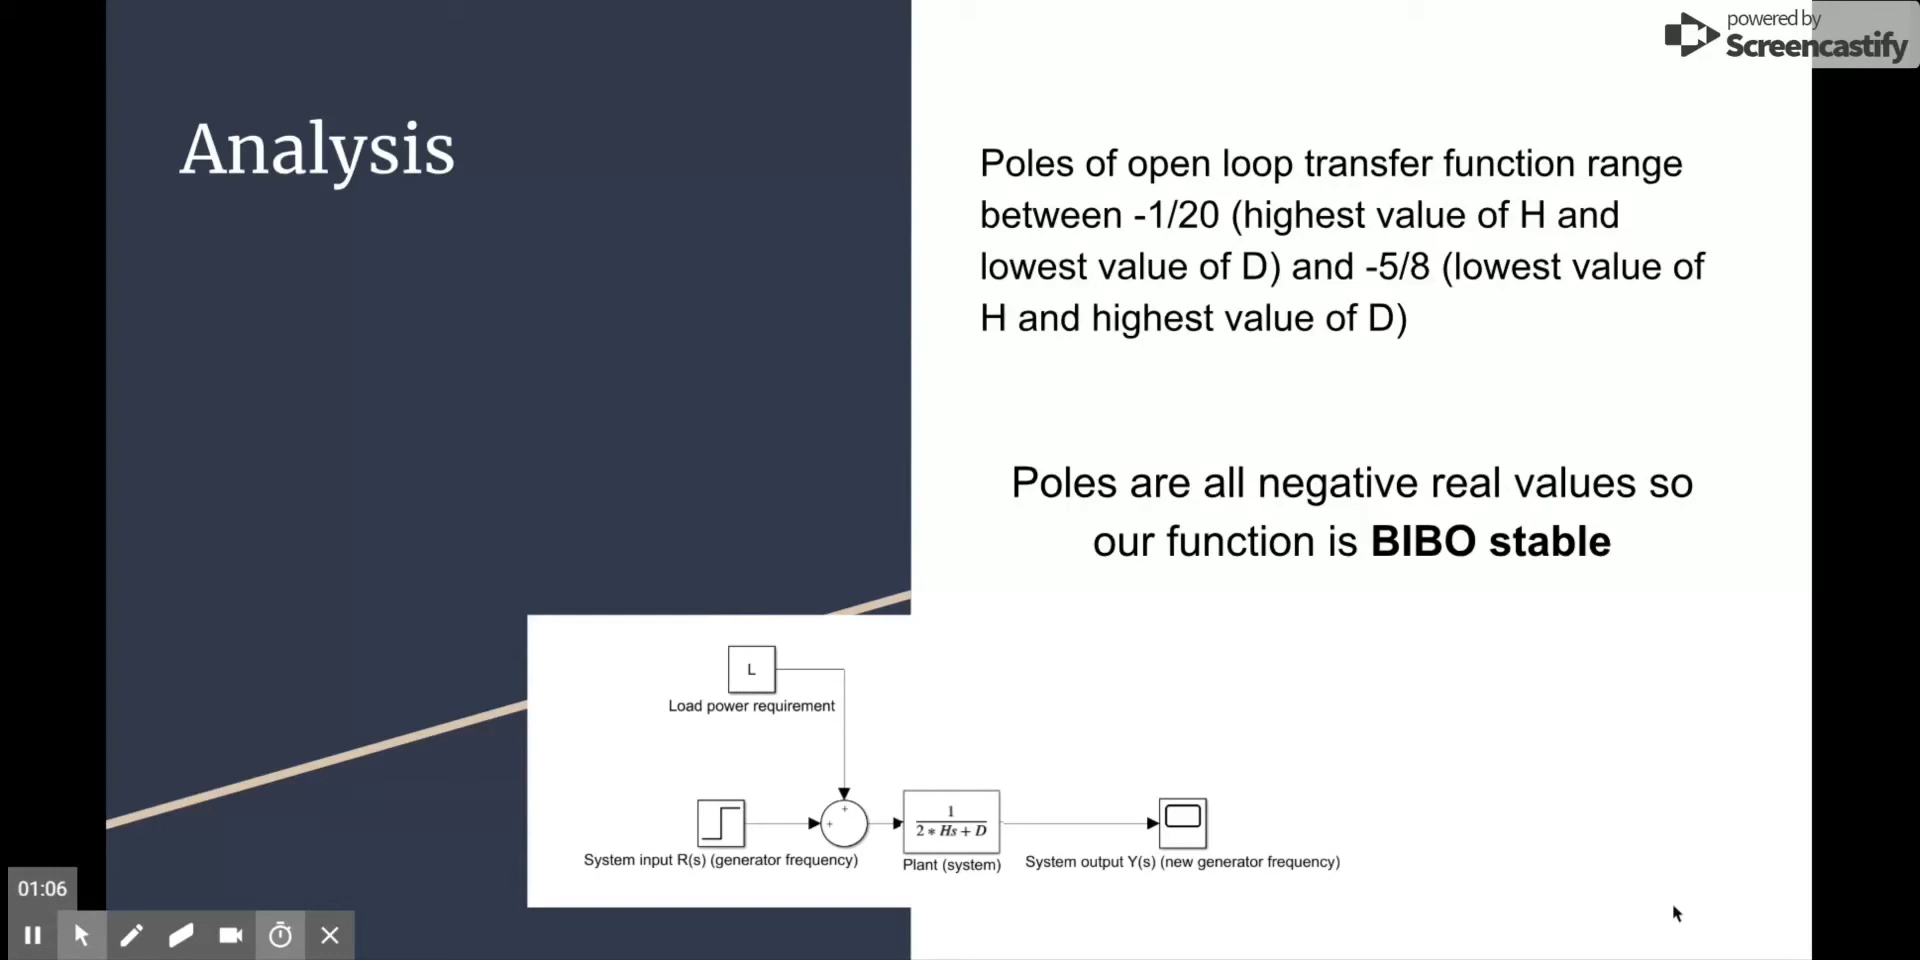 powered by
Screencastify
Analysis
Poles of open loop transfer function range
between -1/20 (highest value of H and
lowest value of D) and -5/8 (lowest value of
H and highest value of D)
Poles are all negative real values so
our function is BIBO stable
L
Load power requirement
+
+
1
2 * Hs + D
System input R(s) (generator frequency)
Plant (system)
System output Y(s) (new generator frequency)
01:06